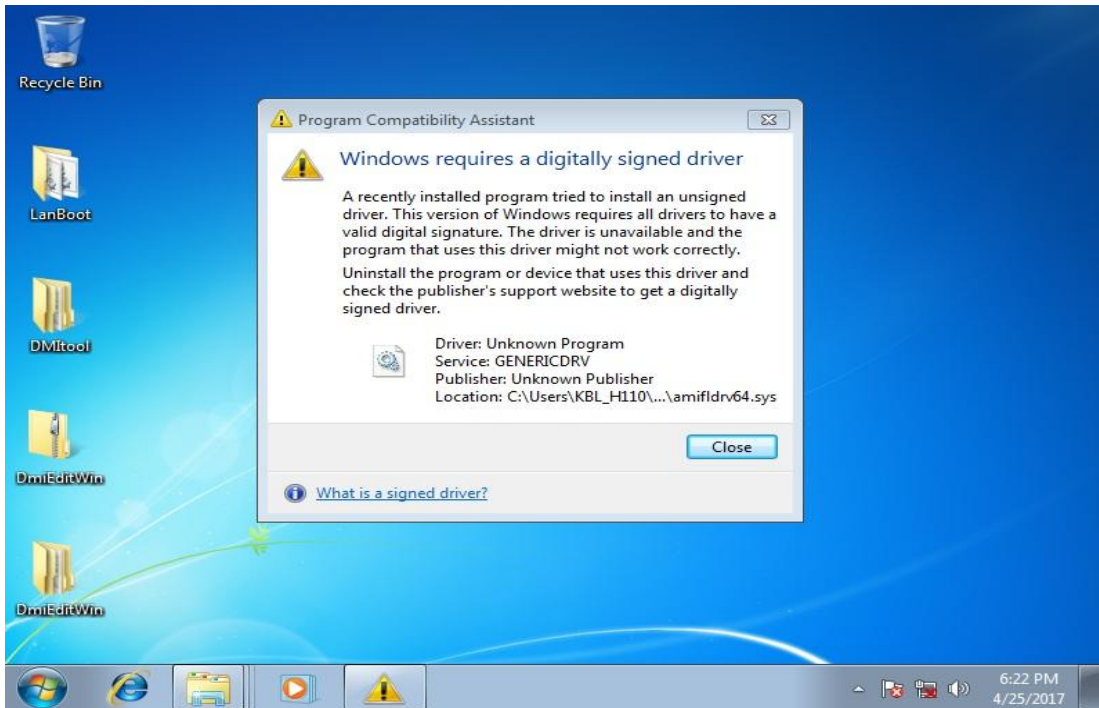 Recycle Bin
LanBoot
DMItool
DmiEditWin
DmiEditWin
Program Compatibility Assistant
Windows requires a digitally signed driver
A recently installed program tried to install an unsigned
driver. This version of Windows requires all drivers to have a
valid digital signature. The driver is unavailable and the
program that uses this driver might not work correctly.
Uninstall the program or device that uses this driver and
check the publisher's support website to get a digitally
signed driver.
Driver: Unknown Program
Service: GENERICDRV
Publisher: Unknown Publisher
Location: C:\Users\KBL_H110\...\amifldrv64.sys
Close
What is a signed driver?
6:22 PM
4/25/2017